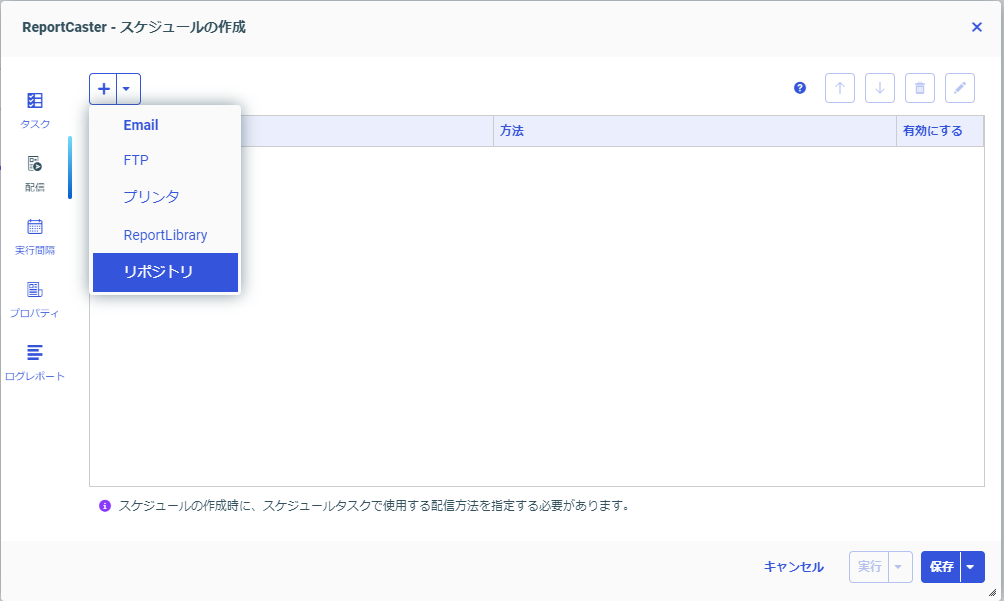 ReportCaster - スケジュールの作成
タスク
配信
実行間隔
プロパティ
ログレポート
Email
FTP
プリンタ
ReportLibrary
リポジトリ
方法
有効にする
スケジュールの作成時に、スケジュールタスクで使用する配信方法を指定する必要があります。
キャンセル
実行
保存